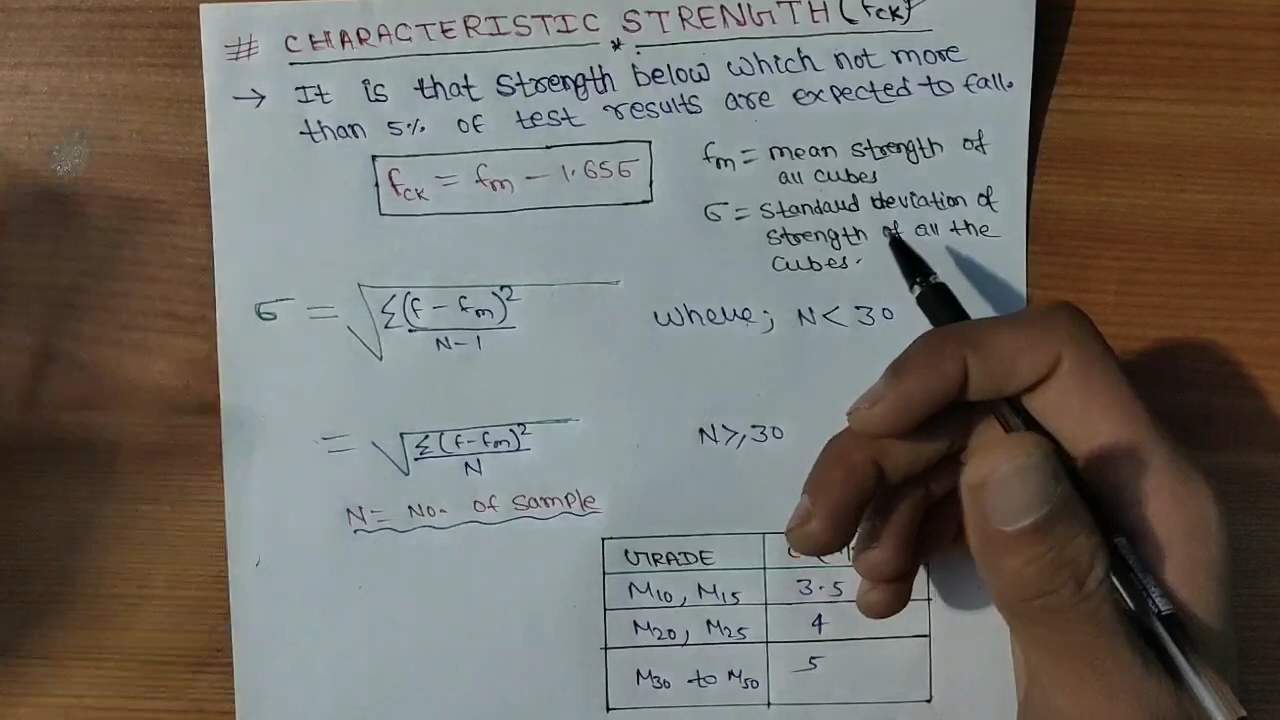 # CHARACTERISTIC STRENGTH (fck)
*
→ It is that strength below which not more
than 5% of test results are expected to fall.
fck = fm - 1.65σ
fm = mean strength of
all cubes
σ = standard deviation of
strength of all the
cubes.
σ = √Σ(f - fm)²
N-1
where; N < 30
= √Σ(f-fm)²
N
N ≥ 30
N = No. of sample
GRADE
M10, M15 3.5
M20, M25 4
M30 to M50 5